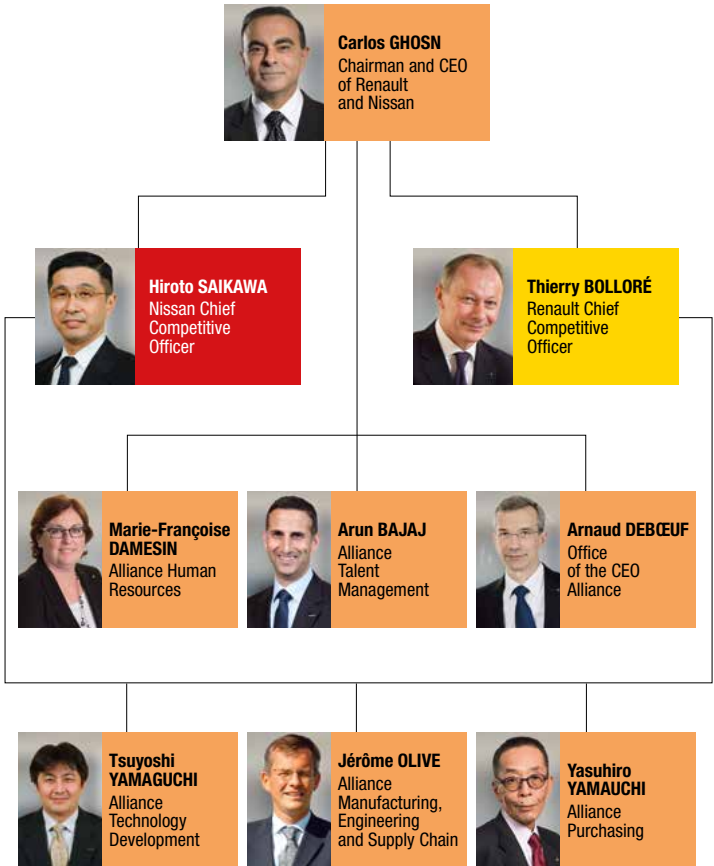 Carlos GHOSN
Chairman and CEO
of Renault
and Nissan
Hiroto SAIKAWA
Nissan Chief
Competitive
Officer
Thierry BOLLORÉ
Renault Chief
Competitive
Officer
Marie-Françoise
DAMESIN
Alliance Human
Resources
Arun BAJAJ
Alliance
Talent
Management
Arnaud DEBŒUF
Office
of the CEO
Alliance
Tsuyoshi
YAMAGUCHI
Alliance
Technology
Development
Jérôme OLIVE
Alliance
Manufacturing,
Engineering
and Supply Chain
Yasuhiro
YAMAUCHI
Alliance
Purchasing